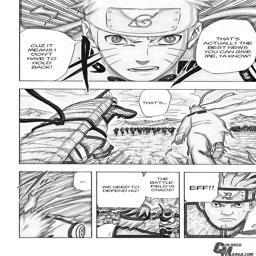 THAT'S
ACTUALLY THE
BEST NEWS
YOU CAN GIVE
ME, YA KNOW!
CUZ IT
MEANS I
DON'T
HAVE TO
HOLD
BACK!
THAT'S...
...
WE NEED TO
DEFEND HQ!
THE
BATTLE-
FIELD IS
CHAOS!
EFF!!
COLORED
MANGA.COM